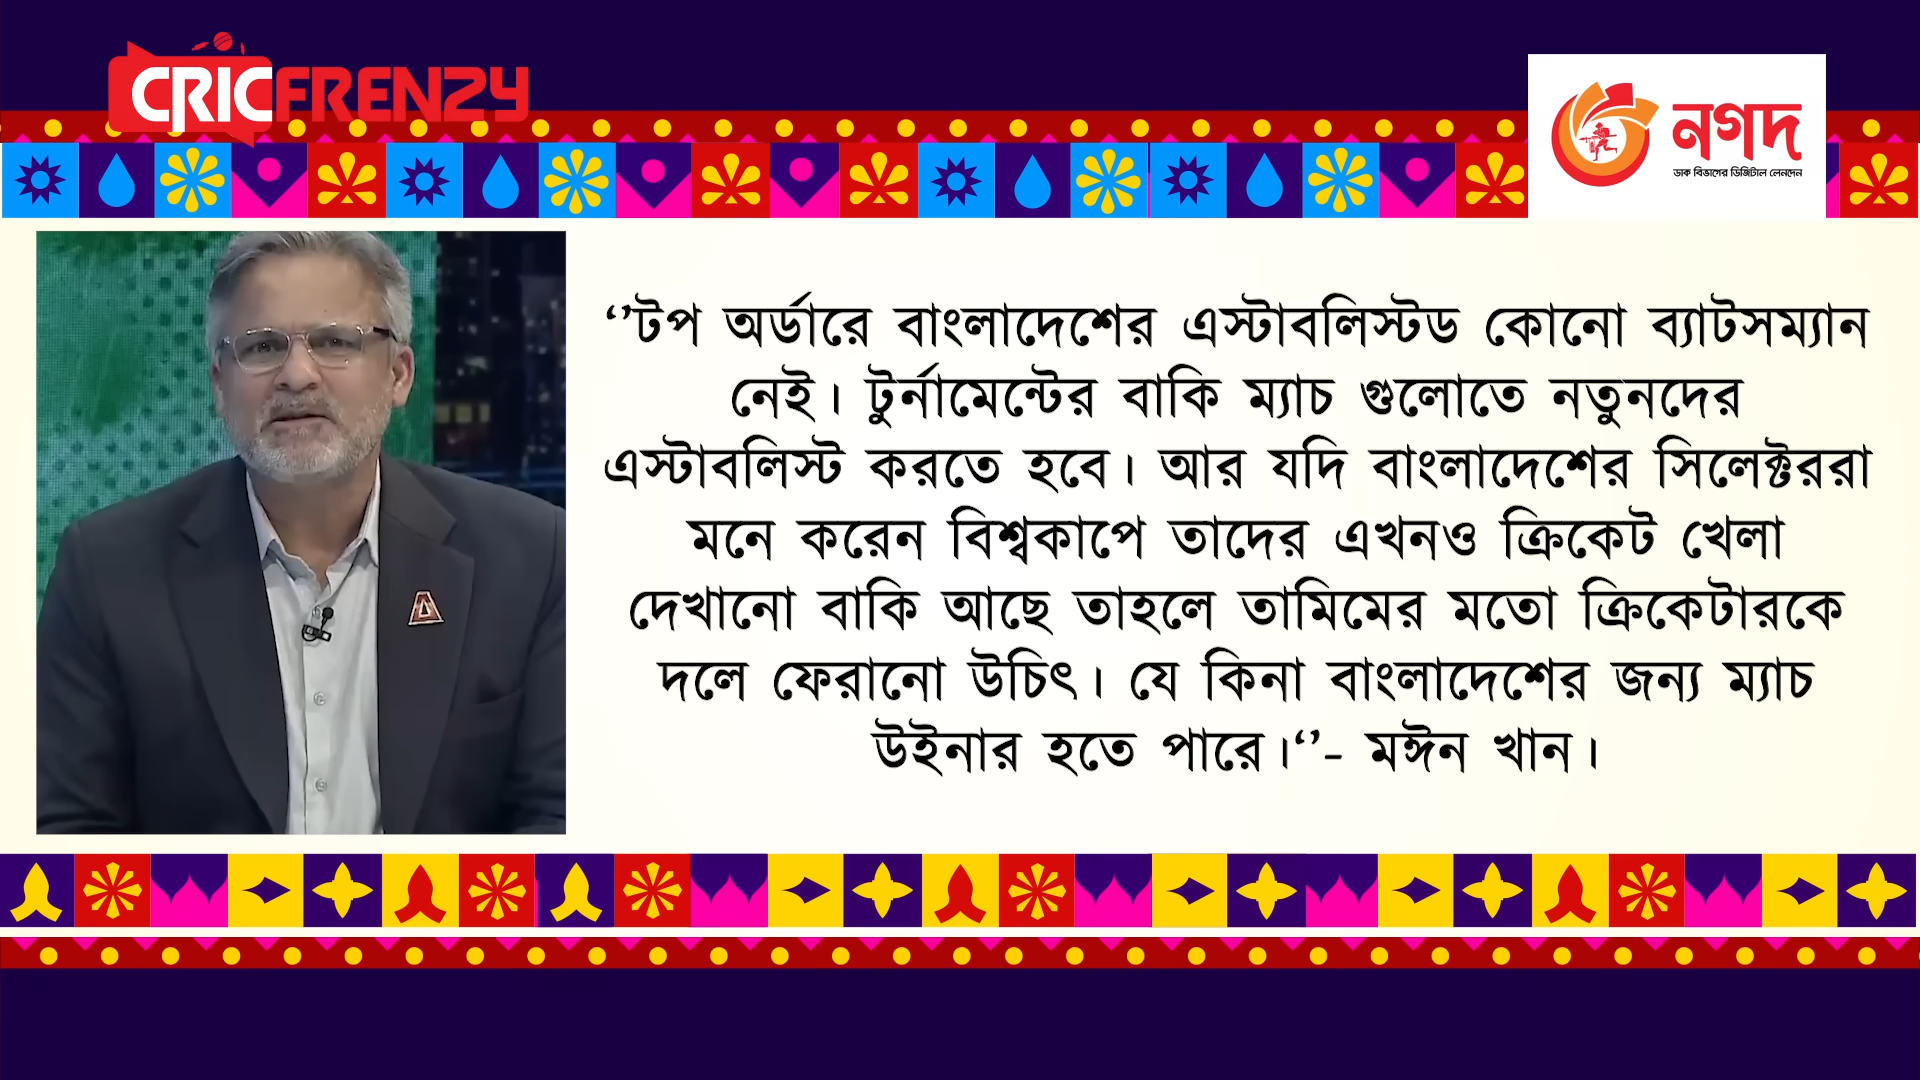 CRICFRENZY
নগদ
ডাক বিভাগের ডিজিটাল লেনদেন
‘’টপ অর্ডারে বাংলাদেশের এস্টাবলিস্টড কোনো ব্যাটসম্যান
নেই। টুর্নামেন্টের বাকি ম্যাচ গুলোতে নতুনদের
এস্টাবলিস্ট করতে হবে। আর যদি বাংলাদেশের সিলেক্টররা
মনে করেন বিশ্বকাপে তাদের এখনও ক্রিকেট খেলা
দেখানো বাকি আছে তাহলে তামিমের মতো ক্রিকেটারকে
দলে ফেরানো উচিৎ। যে কিনা বাংলাদেশের জন্য ম্যাচ
উইনার হতে পারে।‘’- মঈন খান।